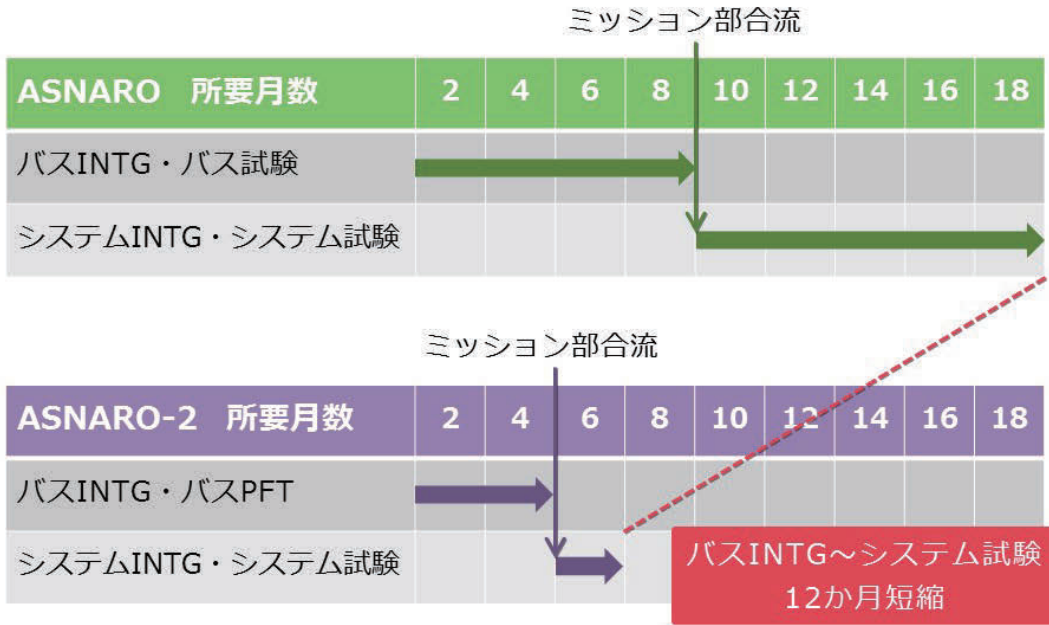 ミッション部合流
ASNARO 所要月数 2 4 6 8 10 12 14 16 18
バスINTG・バス試験
システムINTG・システム試験
ミッション部合流
ASNARO-2 所要月数 2 4 6 8 10 12 14 16 18
バスINTG・バスPFT
システムINTG・システム試験
バスINTG～システム試験
12か月短縮